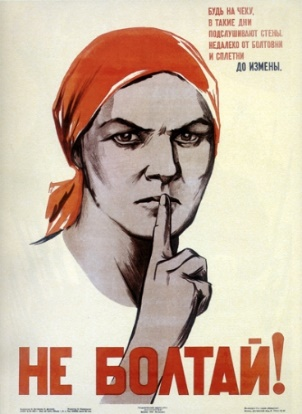 БУДЬ НА ЧЕКУ,
В ТАКИЕ ДНИ
ПОДСЛУШИВАЮТ СТЕНЫ.
НЕДАЛЕКО ОТ БОЛТОВНИ
И СПЛЕТНИ
ДО ИЗМЕНЫ.
НЕ БОЛТАЙ!